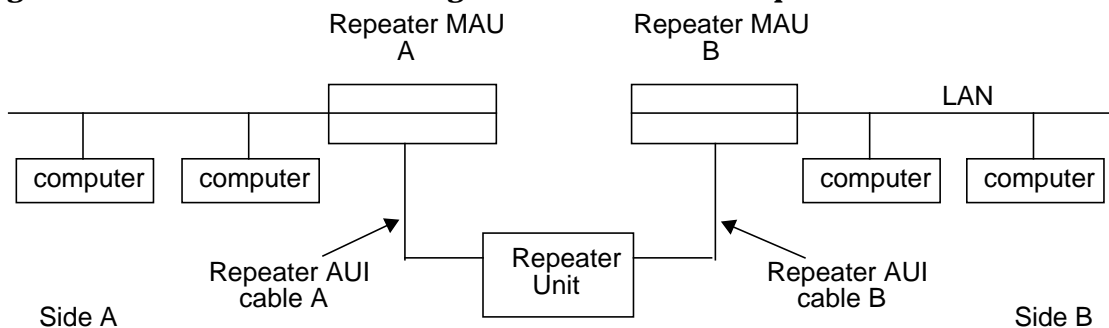 Repeater MAU
A
Repeater MAU
B
LAN
computer
computer
computer
computer
Repeater AUI
cable A
Repeater
Unit
Repeater AUI
cable B
Side A
Side B